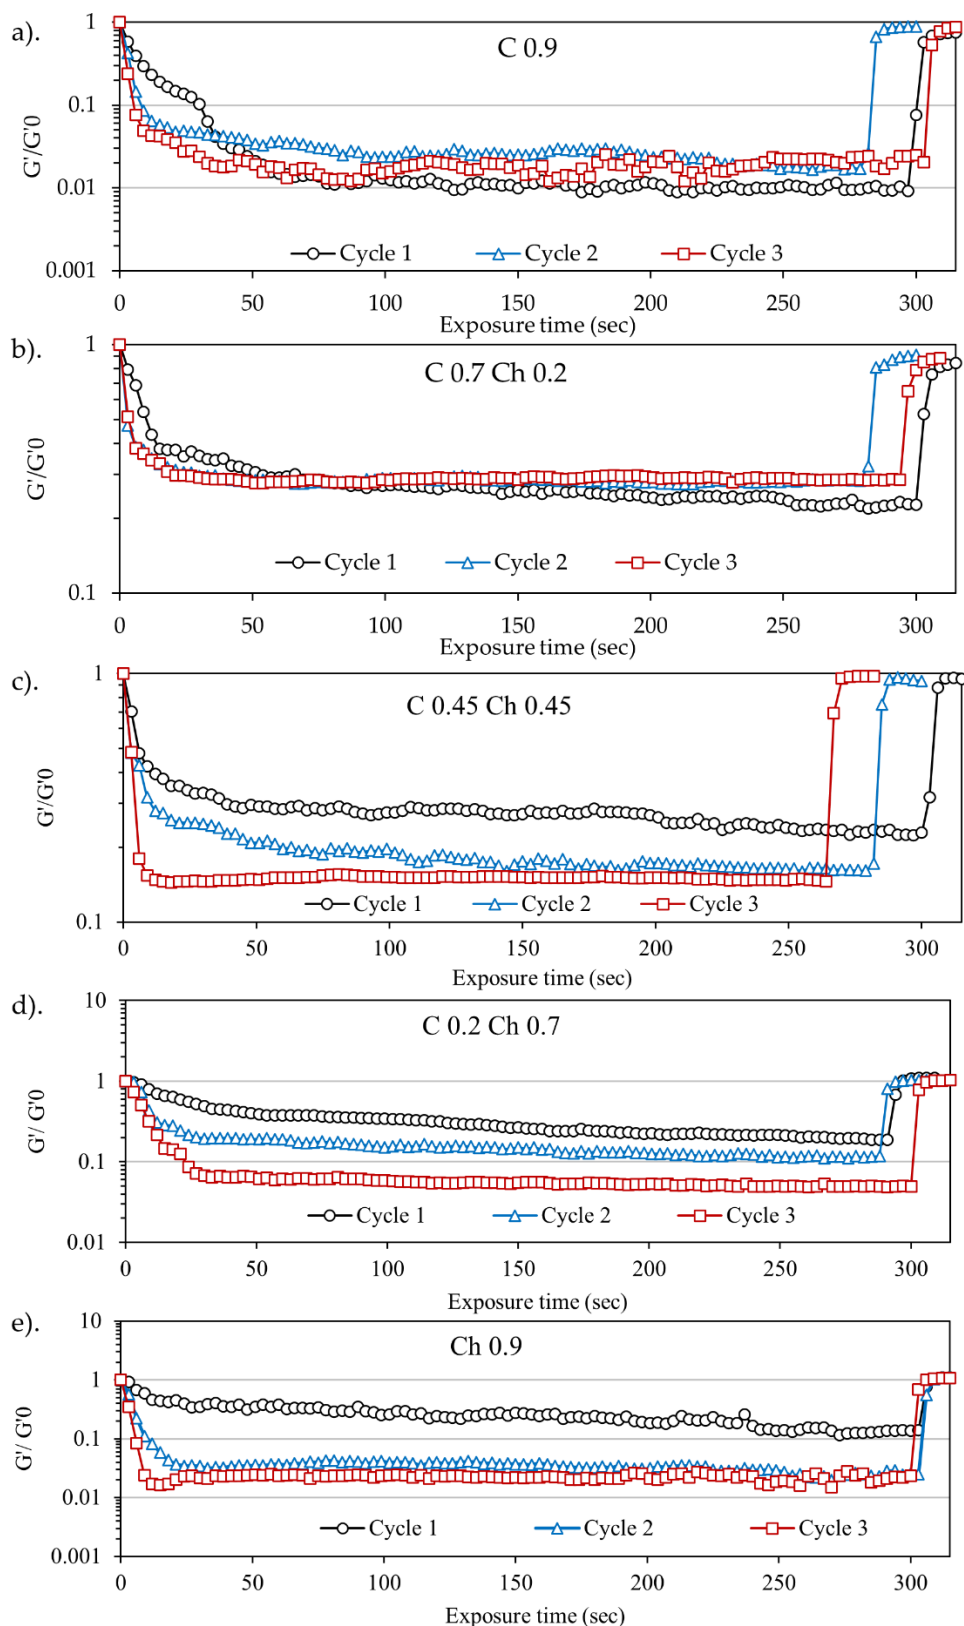 a).
C 0.9
1
0.1
0.01
0.001
G'/G'0
Cycle 1 Cycle 2 Cycle 3
0 50 100 150 200 250 300
Exposure time (sec)
b).
C 0.7 Ch 0.2
1
0.1
G'/G'0
Cycle 1 Cycle 2 Cycle 3
0 50 100 150 200 250 300
Exposure time (sec)
c).
C 0.45 Ch 0.45
1
0.1
G'/G'0
Cycle 1 Cycle 2 Cycle 3
0 50 100 150 200 250 300
Exposure time (sec)
d).
C 0.2 Ch 0.7
10
1
0.1
0.01
G'/ G'0
Cycle 1 Cycle 2 Cycle 3
0 50 100 150 200 250 300
Exposure time (sec)
e).
Ch 0.9
10
1
0.1
0.01
0.001
G'/ G'0
Cycle 1 Cycle 2 Cycle 3
0 50 100 150 200 250 300
Exposure time (sec)